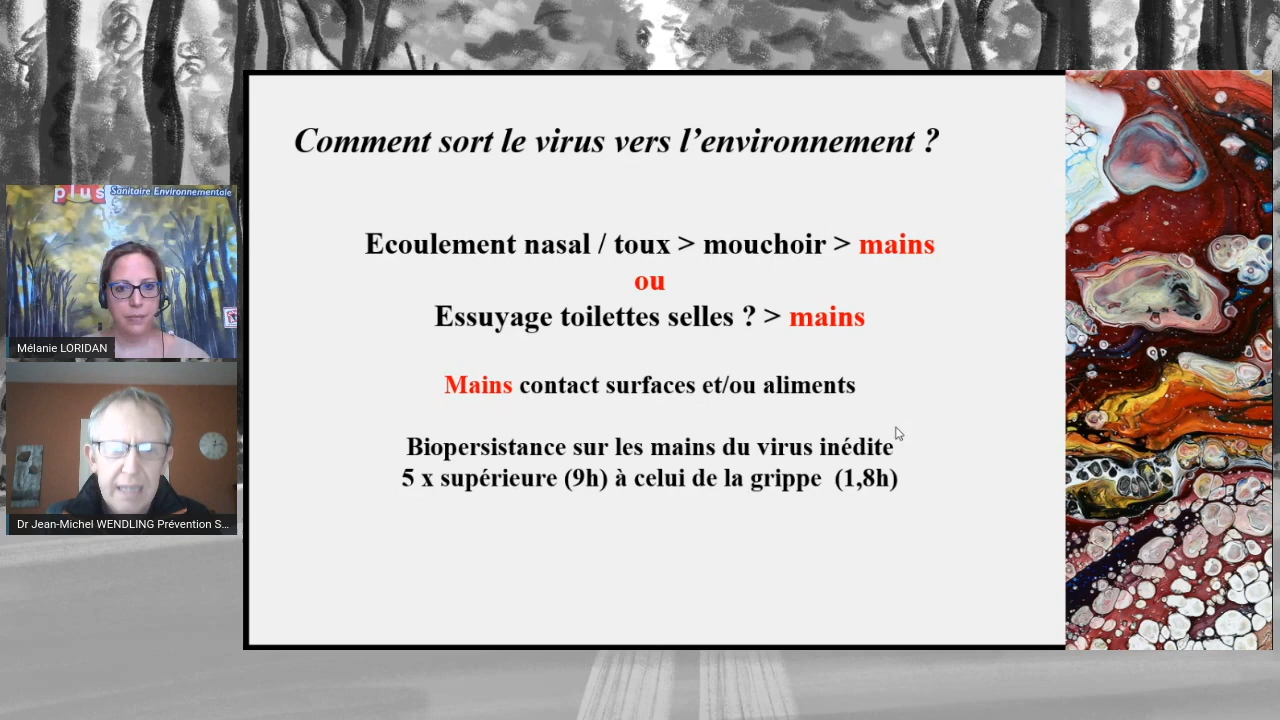 Comment sort le virus vers l’environnement ?
Ecoulement nasal / toux > mouchoir > mains
ou
Essuyage toilettes selles ? > mains
Mains contact surfaces et/ou aliments
Biopersistance sur les mains du virus inédite
5 x supérieure (9h) à celui de la grippe (1,8h)
plus Sanitaire Environnementale
Mélanie LORIDAN
Dr Jean-Michel WENDLING Prévention S...